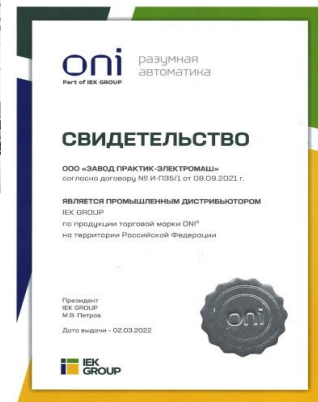 oni
Part of IEK GROUP
разумная
автоматика
СВИДЕТЕЛЬСТВО
ООО «ЗАВОД ПРАКТИК-ЭЛЕКТРОМАШ»
согласно договору № И-П35/1 от 08.09.2021 г.
ЯВЛЯЕТСЯ ПРОМЫШЛЕННЫМ ДИСТРИБЬЮТОРОМ
IEK GROUP
по продукции торговой марки ONI®
на территории Российской Федерации
Президент
IEK GROUP
М.В. Петров
Дата выдачи - 02.03.2022
oni
IEK
GROUP